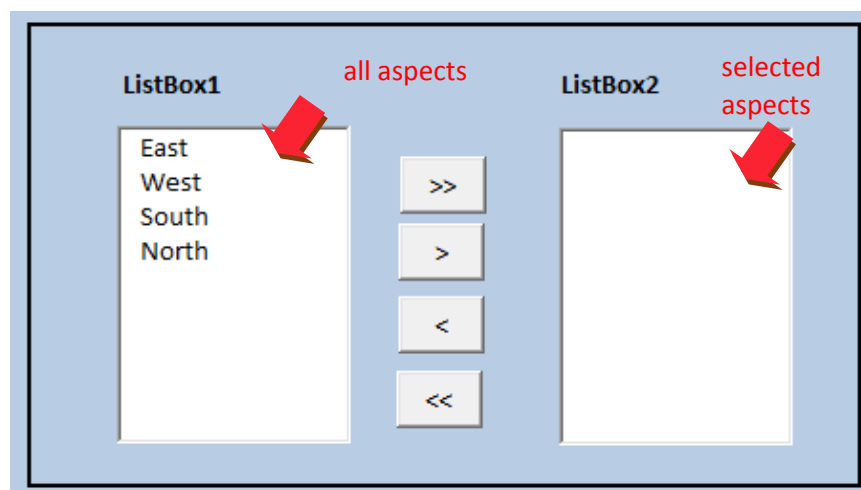 ListBox1
all aspects
East
West
South
North
>>
>
<
<<
ListBox2
selected
aspects